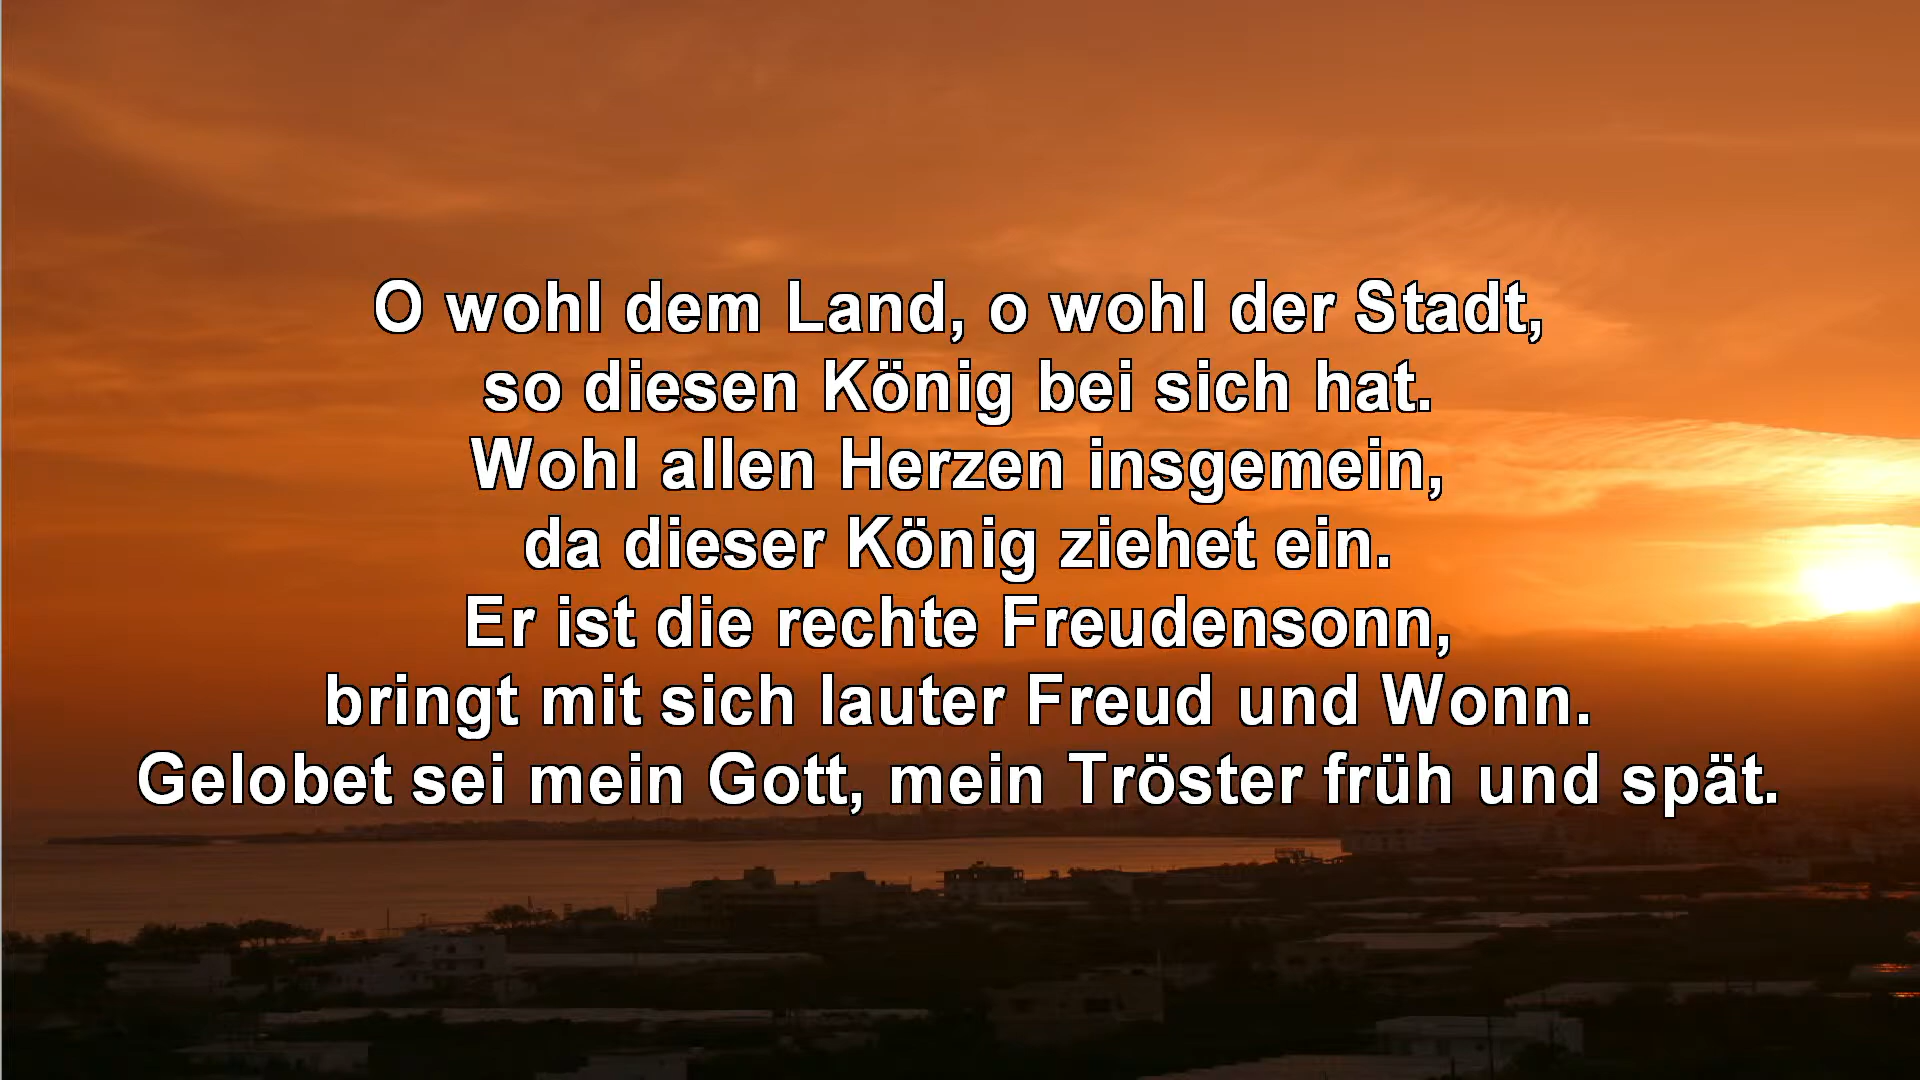 O wohl dem Land, o wohl der Stadt,
so diesen König bei sich hat.
Wohl allen Herzen insgemein,
da dieser König ziehet ein.
Er ist die rechte Freudensonn,
bringt mit sich lauter Freud und Wonn.
Gelobet sei mein Gott, mein Tröster früh und spät.